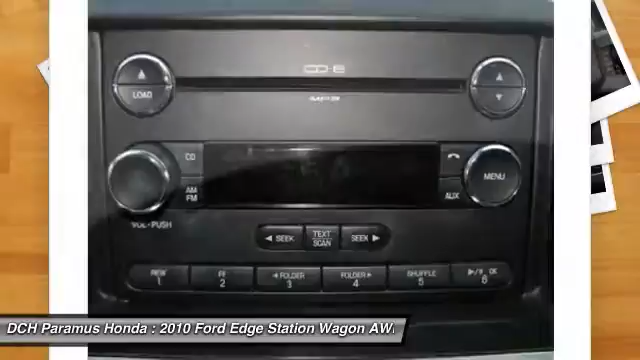 CD-6
LOAD
CD
AM
FM
MENU
AUX
VOL-PUSH
SEEK
TEXT
SCAN
SEEK
REW
FF
FOLDER
FOLDER
SHUFFLE
OK
1
2
3
4
5
6
DCH Paramus Honda : 2010 Ford Edge Station Wagon AW